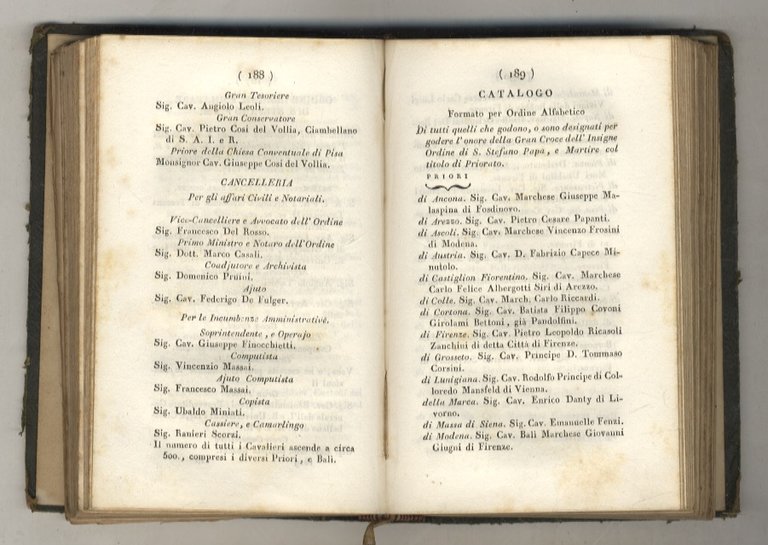 ( 188 )
Gran Tesoriere
Sig. Cav. Angiolo Leoli.
Gran Conservatore
Sig. Cav. Pietro Cosi del Vollia, Ciambellano
di S. A. I. e R.
Priore della Chiesa Conventuale di Pisa
Monsignor Cav. Giuseppe Cosi del Vollia.
CANCELLERIA
Per gli affari Civili e Notariali.
Vice-Cancelliere e Avvocato dell' Ordine
Sig. Francesco Del Rosso.
Primo Ministro e Notaro dell' Ordine
Sig. Dott. Marco Casali.
Coadjutore e Archivista
Sig. Domenico Pruini.
Ajuto
Sig. Cav. Federigo De Fulger.
Per le Incumbenze Amministrative.
Soprintendente, e Operajo
Sig. Cav. Giuseppe Finocchietti.
Computista
Sig. Vincenzio Massai.
Ajuto Computista
Sig. Francesco Massai.
Copista
Sig. Ubaldo Miniati.
Cassiere, e Camarlingo
Sig. Ranieri Scorzi.
Il numero di tutti i Cavalieri ascende a circa
500., compresi i diversi Priori, e Balì.
( 189 )
CATALOGO
Formato per Ordine Alfabetico
Di tutti quelli che godono, o sono designati per
godere l'onore della Gran Croce dell' Insigne
Ordine di S. Stefano Papa, e Martire col
titolo di Priorato.
PRIORI
di Ancona. Sig. Cav. Marchese Giuseppe Ma-
laspina di Fosdinovo.
di Arezzo. Sig. Cav. Pietro Cesare Papanti.
di Ascoli. Sig. Cav. Marchese Vincenzo Frosini
di Modena.
di Austria. Sig. Cav. D. Fabrizio Capece Mi-
nutolo.
di Castiglion Fiorentino. Sig. Cav. Marchese
Carlo Felice Albergotti Siri di Arezzo.
di Colle. Sig. Cav. March. Carlo Riccardi.
di Cortona. Sig. Cav. Batista Filippo Covoni
Girolami Bettoni, già Pandolfini.
di Firenze. Sig. Cav. Pietro Leopoldo Ricasoli
Zanchini di detta Città di Firenze.
di Grosseto. Sig. Cav. Principe D. Tommaso
Corsini.
di Lunigiana. Sig. Cav. Rodolfo Principe di Col-
loredo Mansfeld di Vienna.
della Marca. Sig. Cav. Enrico Danty di Li-
vorno.
di Massa di Siena. Sig. Cav. Emanuelle Fenzi.
di Modena. Sig. Cav. Balì Marchese Giovanni
Giugni di Firenze.